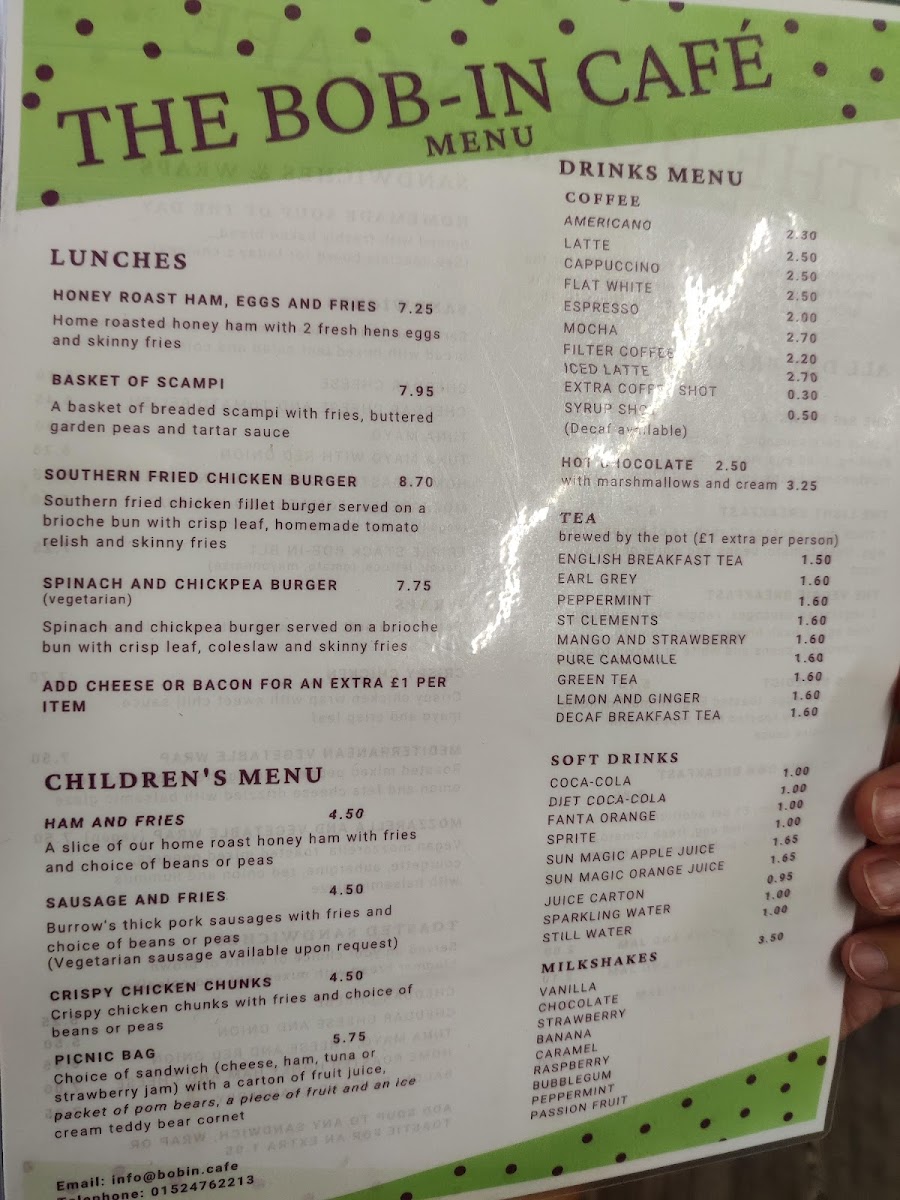 THE BOB-IN CAFÉ
MENU
LUNCHES
HONEY ROAST HAM, EGGS AND FRIES 7.25
Home roasted honey ham with 2 fresh hens eggs
and skinny fries
BASKET OF SCAMPI 7.95
A basket of breaded scampi with fries, buttered
garden peas and tartar sauce
SOUTHERN FRIED CHICKEN BURGER 8.70
Southern fried chicken fillet burger served on a
brioche bun with crisp leaf, homemade tomato
relish and skinny fries
SPINACH AND CHICKPEA BURGER 7.75
(vegetarian)
Spinach and chickpea burger served on a brioche
bun with crisp leaf, coleslaw and skinny fries
ADD CHEESE OR BACON FOR AN EXTRA £1 PER
ITEM
CHILDREN'S MENU
HAM AND FRIES 4.50
A slice of our home roast honey ham with fries
and choice of beans or peas
SAUSAGE AND FRIES 4.50
Burrow's thick pork sausages with fries and
choice of beans or peas
(Vegetarian sausage available upon request)
CRISPY CHICKEN CHUNKS 4.50
Crispy chicken chunks with fries and choice of
beans or peas
PICNIC BAG 5.75
Choice of sandwich (cheese, ham, tuna or
strawberry jam) with a carton of fruit juice,
packet of pom bears, a piece of fruit and an ice
cream teddy bear cornet
Email: info@bobin.cafe
Telephone: 01524762213
DRINKS MENU
COFFEE
AMERICANO 2.30
LATTE 2.50
CAPPUCCINO 2.50
FLAT WHITE 2.50
ESPRESSO 2.00
MOCHA 2.70
FILTER COFFEE 2.20
ICED LATTE 2.70
EXTRA COFFEE SHOT 0.30
SYRUP SHOT 0.50
(Decaf available)
HOT CHOCOLATE 2.50
with marshmallows and cream 3.25
TEA
brewed by the pot (£1 extra per person)
ENGLISH BREAKFAST TEA 1.50
EARL GREY 1.60
PEPPERMINT 1.60
ST CLEMENTS 1.60
MANGO AND STRAWBERRY 1.60
PURE CAMOMILE 1.60
GREEN TEA 1.60
LEMON AND GINGER 1.60
DECAF BREAKFAST TEA 1.60
SOFT DRINKS
COCA-COLA 1.00
DIET COCA-COLA 1.00
FANTA ORANGE 1.00
SPRITE 1.00
SUN MAGIC APPLE JUICE 1.65
SUN MAGIC ORANGE JUICE 1.65
JUICE CARTON 0.95
SPARKLING WATER 1.00
STILL WATER 1.00
MILKSHAKES 3.50
VANILLA
CHOCOLATE
STRAWBERRY
BANANA
CARAMEL
RASPBERRY
BUBBLEGUM
PEPPERMINT
PASSION FRUIT